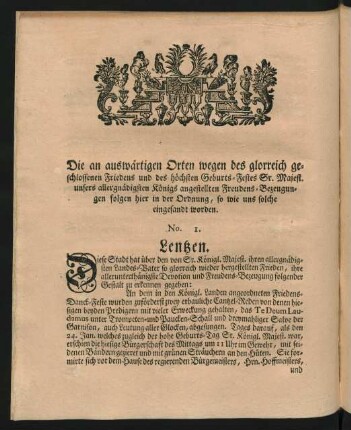 Die an auswärtigen Orten wegen des glorreich ge-
schlossenen Friedens und des höchsten Geburts-Festes Sr. Majest.
unsers allergnädigsten Königs angestellten Freudens-Bezeugun-
gen folgen hier in der Ordnung, so wie uns solche
eingesandt worden.
No. 1.
Lentzen.
Diese Stadt hat über den von Sr. Königl. Majest. ihren allergnädig-
sten Landes-Vater so glorreich wieder hergestellten Frieden, ihre
allerunterthänigste Devotion und Freudens-Bezeugung folgender
Gestalt zu erkennen gegeben:
An dem in den Königl. Landen angeordneten Friedens-
Danck-Feste wurden zuförderst zwey erbauliche Cantzel-Reden von denen hie-
sigen beyden Predigern mit vieler Erweckung gehalten, das Te Deum Lau-
damus unter Trompeten-und Paucken-Schall und dreymahliger Salve der
Garnison, auch Leutung aller Glocken, abgesungen. Tages darauf, als den
24. Jan. welches zugleich der hohe Geburts-Tag Sr. Königl. Majest. war,
erschien die hiesige Bürgerschaft des Mittags um 11 Uhr im Gewehr, mit sei-
denen Bändern gezieret und mit grünen Sträuchern an den Hüten. Sie for-
mirte sich vor dem Hause des regierenden Bürgemeisters, Hrn. Hoffmeisters,
und